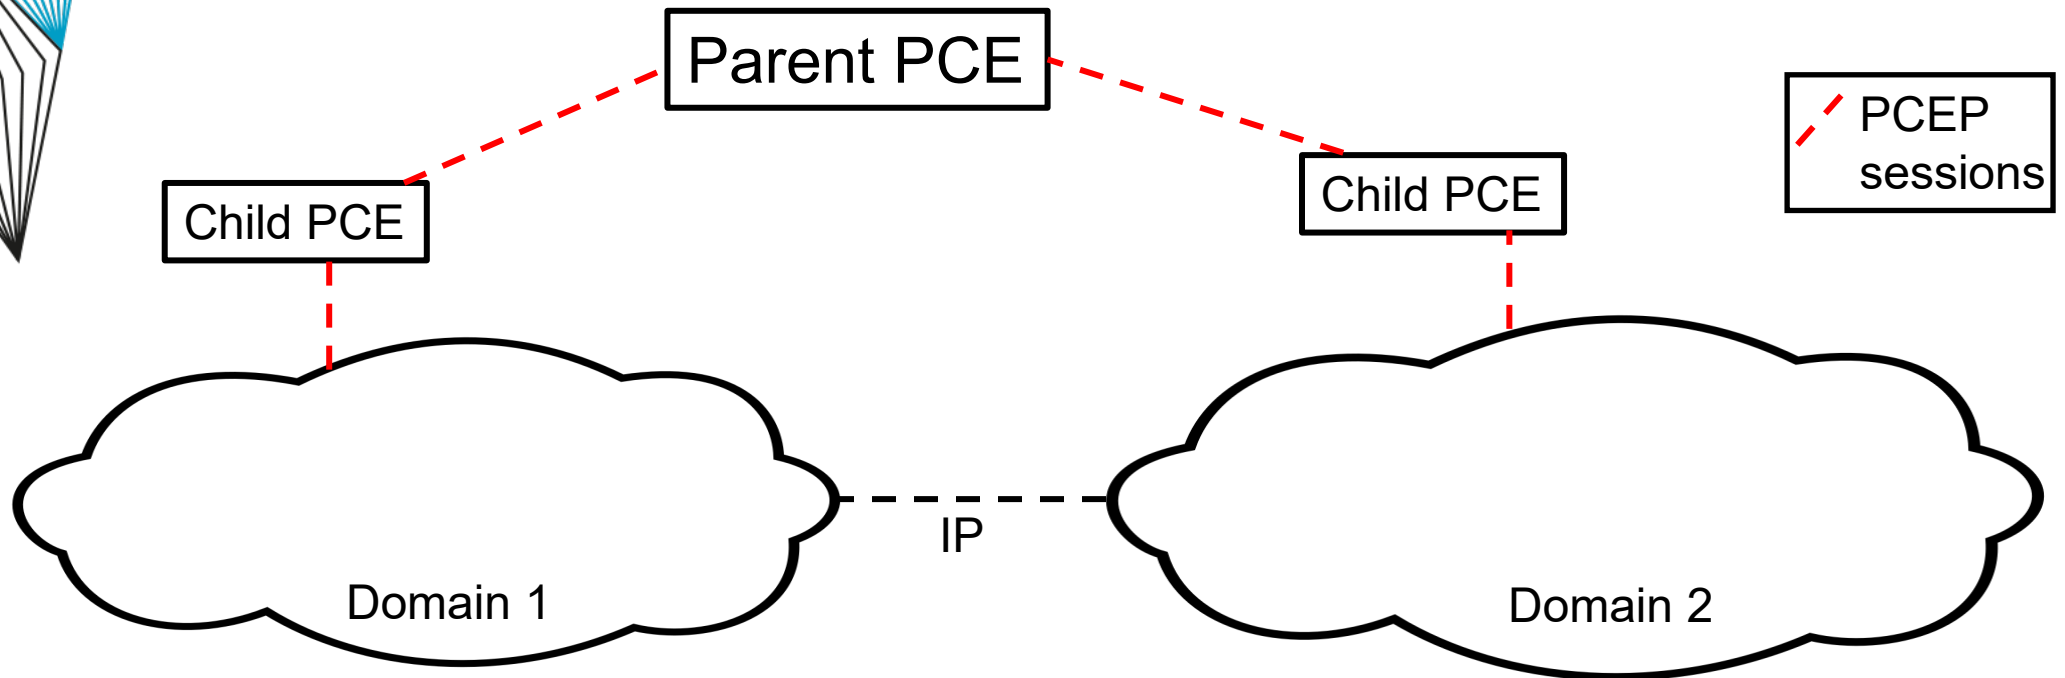 Parent PCE
PCEP
sessions
Child PCE
Child PCE
IP
Domain 1
Domain 2